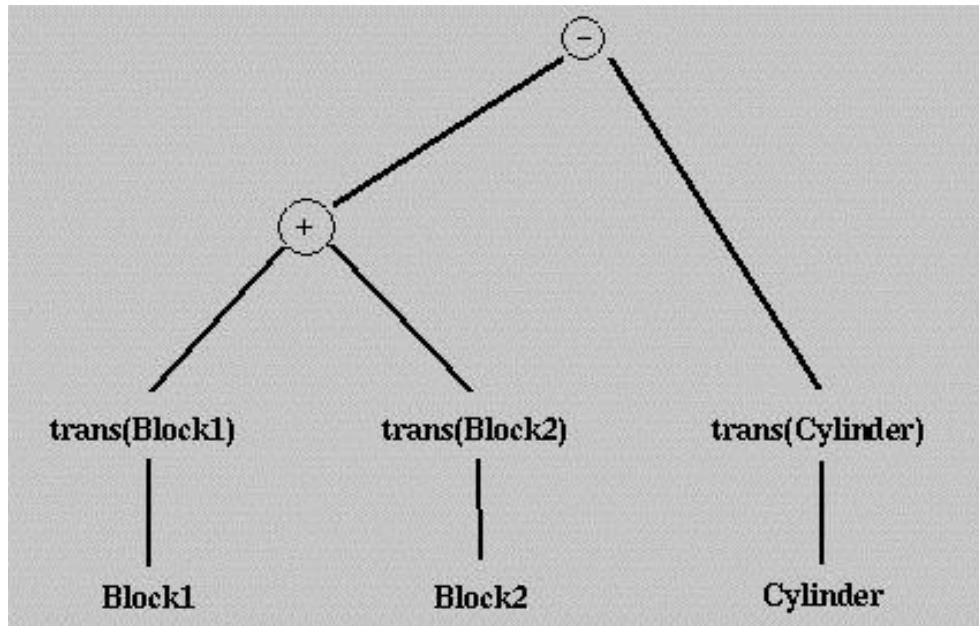 −
+
trans(Block1) trans(Block2) trans(Cylinder)
Block1 Block2 Cylinder